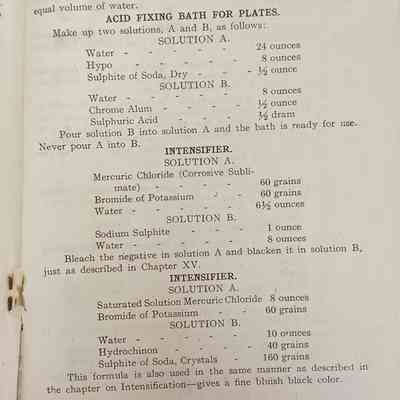 equal volume of water.
ACID FIXING BATH FOR PLATES.
Make up two solutions, A and B, as follows:
SOLUTION A.
Water - - - - - 24 ounces
Hypo - - - - - 8 ounces
Sulphite of Soda, Dry - - - ½ ounce
SOLUTION B.
Water - - - - - 8 ounces
Chrome Alum - - - - ½ ounce
Sulphuric Acid - - - - ½ dram
Pour solution B into solution A and the bath is ready for use.
Never pour A into B.
INTENSIFIER.
SOLUTION A.
Mercuric Chloride (Corrosive Subli-
mate) - - - - 60 grains
Bromide of Potassium - - - 60 grains
Water - - - - - 6½ ounces
SOLUTION B.
Sodium Sulphite - - - - 1 ounce
Water - - - - - 8 ounces
Bleach the negative in solution A and blacken it in solution B,
just as described in Chapter XV.
INTENSIFIER.
SOLUTION A.
Saturated Solution Mercuric Chloride 8 ounces
Bromide of Potassium - - 60 grains
SOLUTION B.
Water - - - - - 10 ounces
Hydrochinon - - - - 40 grains
Sulphite of Soda, Crystals - - 160 grains
This formula is also used in the same manner as described in
the chapter on Intensification—gives a fine bluish black color.